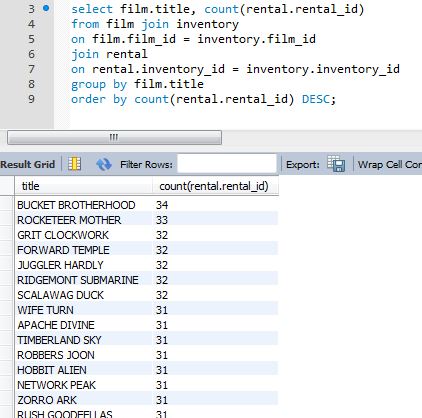 3 select film.title, count(rental.rental_id)
4 from film join inventory
5 on film.film_id = inventory.film_id
6 join rental
7 on rental.inventory_id = inventory.inventory_id
8 group by film.title
9 order by count(rental.rental_id) DESC;
Result Grid Filter Rows: Export: Wrap Cell Con
title count(rental.rental_id)
BUCKET BROTHERHOOD 34
ROCKETEER MOTHER 33
GRIT CLOCKWORK 32
FORWARD TEMPLE 32
JUGGLER HARDLY 32
RIDGEMONT SUBMARINE 32
SCALAWAG DUCK 32
WIFE TURN 31
APACHE DIVINE 31
TIMBERLAND SKY 31
ROBBERS JOON 31
HOBBIT ALIEN 31
NETWORK PEAK 31
ZORRO ARK 31
RUSH GOODFELLAS 31